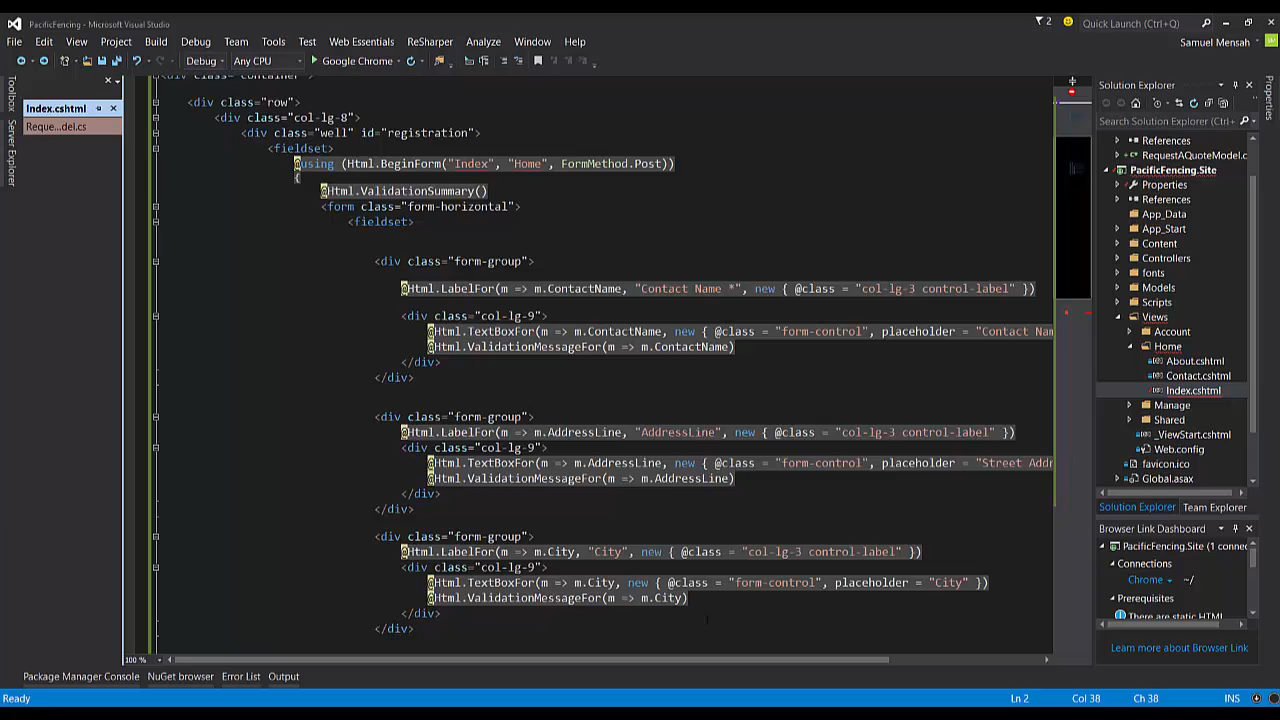 PacificFencing - Microsoft Visual Studio
2
Quick Launch (Ctrl+Q)
File Edit View Project Build Debug Team Tools Test Web Essentials ReSharper Analyze Window Help
Samuel Mensah
Debug Any CPU Google Chrome
Toolbox
Server Explorer
Index.cshtml
Reque...del.cs
<div class="container">
<div class="row">
<div class="col-lg-8">
<div class="well" id="registration">
<fieldset>
@using (Html.BeginForm("Index", "Home", FormMethod.Post))
{
@Html.ValidationSummary()
<form class="form-horizontal">
<fieldset>
<div class="form-group">
@Html.LabelFor(m => m.ContactName, "Contact Name *", new { @class = "col-lg-3 control-label" })
<div class="col-lg-9">
@Html.TextBoxFor(m => m.ContactName, new { @class = "form-control", placeholder = "Contact Nam
@Html.ValidationMessageFor(m => m.ContactName)
</div>
</div>
<div class="form-group">
@Html.LabelFor(m => m.AddressLine, "AddressLine", new { @class = "col-lg-3 control-label" })
<div class="col-lg-9">
@Html.TextBoxFor(m => m.AddressLine, new { @class = "form-control", placeholder = "Street Addr
@Html.ValidationMessageFor(m => m.AddressLine)
</div>
</div>
<div class="form-group">
@Html.LabelFor(m => m.City, "City", new { @class = "col-lg-3 control-label" })
<div class="col-lg-9">
@Html.TextBoxFor(m => m.City, new { @class = "form-control", placeholder = "City" })
@Html.ValidationMessageFor(m => m.City)
</div>
</div>
100 %
Solution Explorer
Search Solution Explorer (Ctrl+
References
RequestAQuoteModel.c
PacificFencing.Site
Properties
References
App_Data
App_Start
Content
Controllers
fonts
Models
Scripts
Views
Account
Home
About.cshtml
Contact.cshtml
Index.cshtml
Manage
Shared
_ViewStart.cshtml
Web.config
favicon.ico
Global.asax
Solution Explorer Team Explorer
Browser Link Dashboard
PacificFencing.Site (1 connec
Connections
Chrome ~/
Prerequisites
There are static HTML
Learn more about Browser Link
Properties
Package Manager Console NuGet browser Error List Output
Ready Ln 2 Col 38 Ch 38 INS